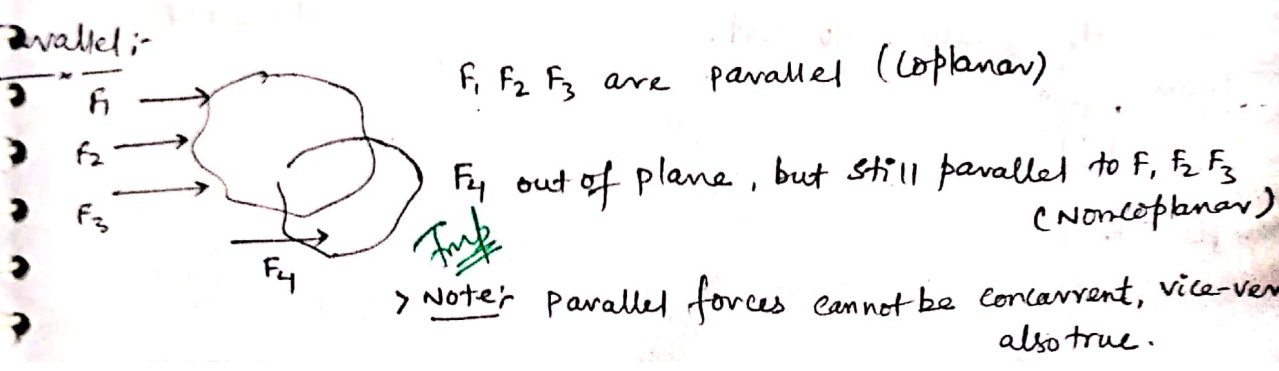 arallel :-
F1
F2
F3
F4
F1 F2 F3 are parallel (Coplanar)
F4 out of plane, but still parallel to F1 F2 F3
(Noncoplanar)
Imp
> Note:- parallel forces cannot be concarrent, vice-ver
also true.